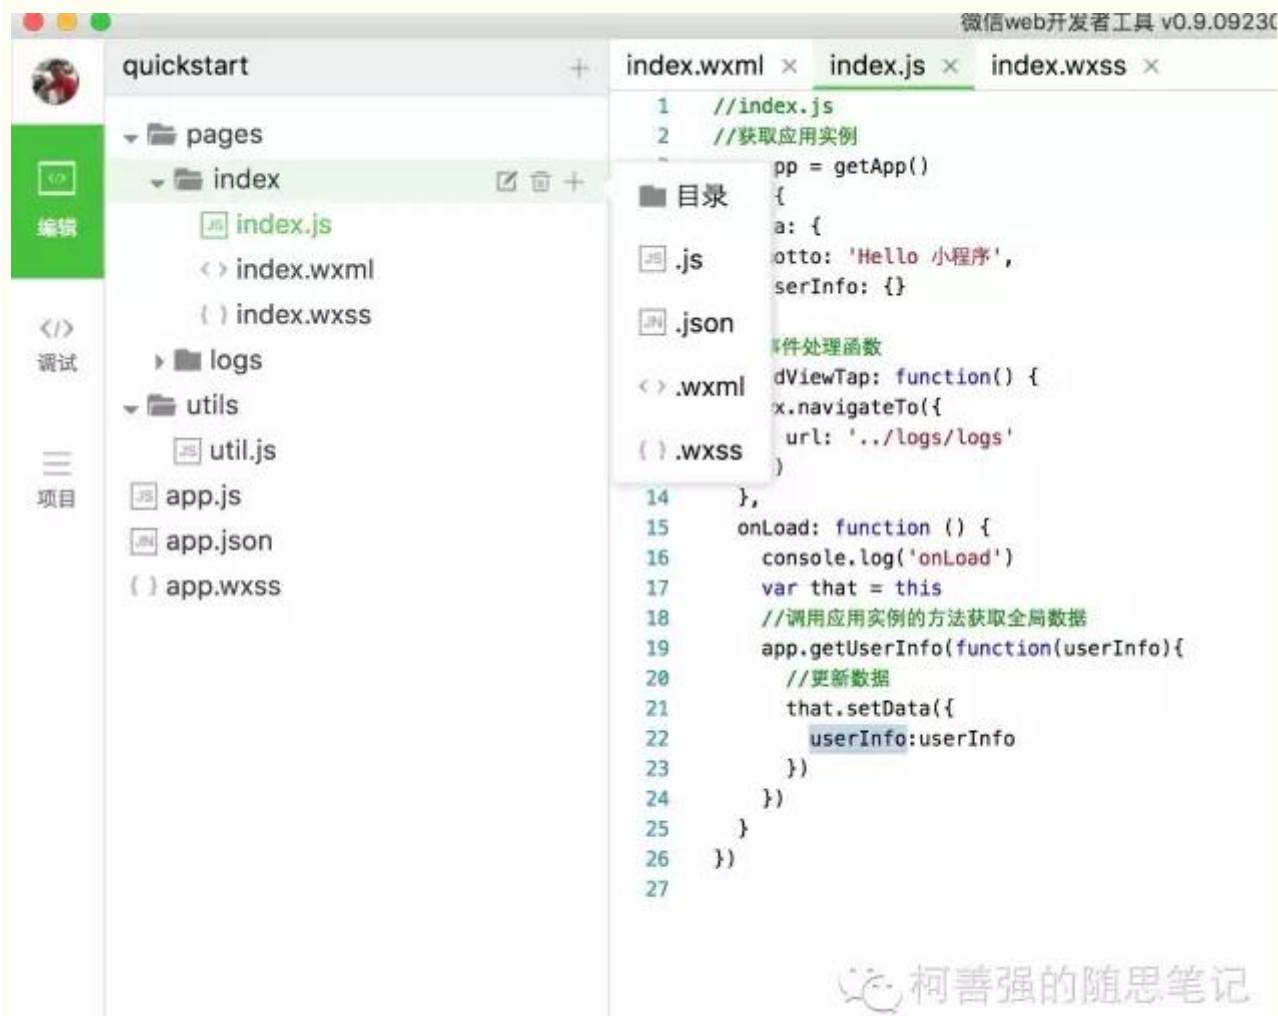 微信web开发者工具 v0.9.09230
quickstart
index.wxml
index.js
index.wxss
编辑
调试
项目
pages
index
index.js
index.wxml
index.wxss
logs
utils
util.js
app.js
app.json
app.wxss
目录
.js
.json
.wxml
.wxss
1 //index.js
2 //获取应用实例
pp = getApp()
{
a: {
otto: 'Hello 小程序',
serInfo: {}
事件处理函数
dViewTap: function() {
x.navigateTo({
url: '../logs/logs'
)
14 },
15 onLoad: function () {
16 console.log('onLoad')
17 var that = this
18 //调用应用实例的方法获取全局数据
19 app.getUserInfo(function(userInfo){
20 //更新数据
21 that.setData({
22 userInfo:userInfo
23 })
24 })
25 }
26 })
27
柯善强的随思笔记